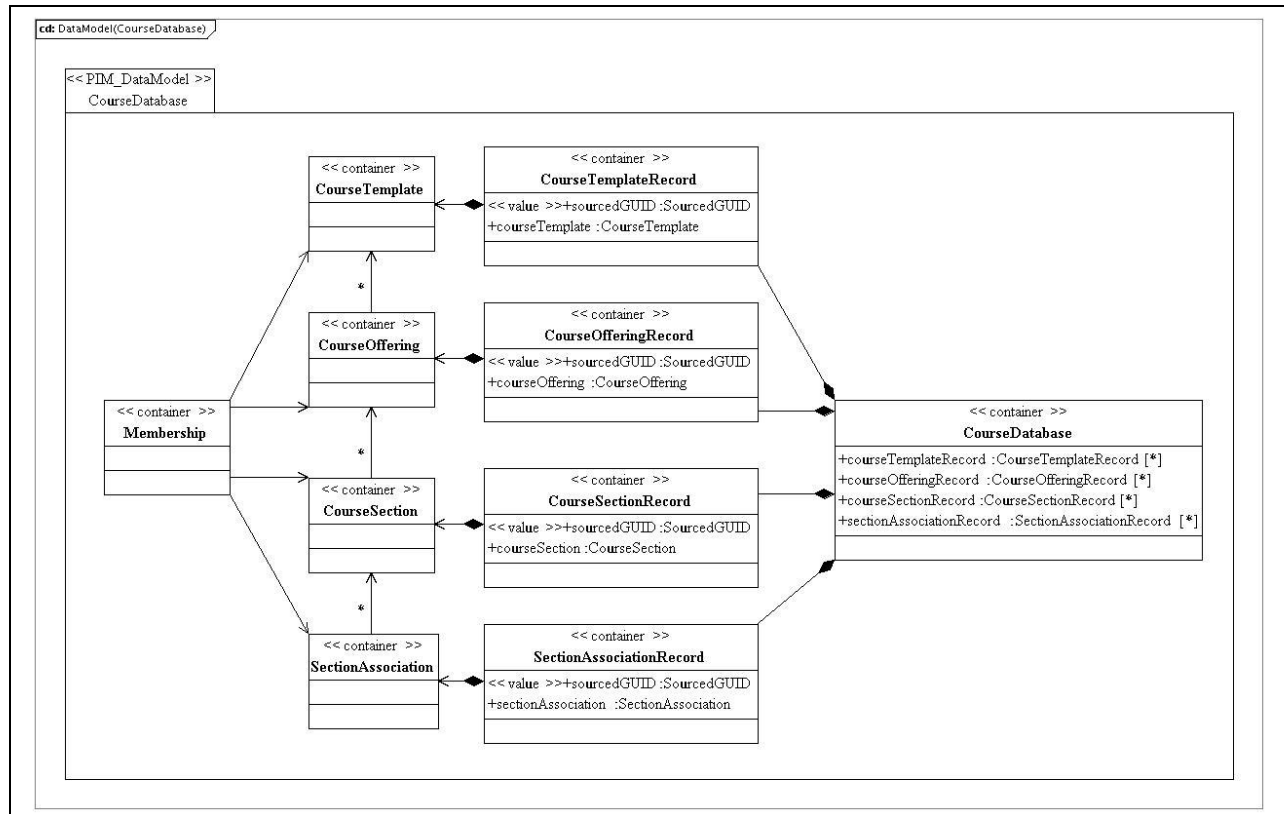 cd: DataModel(CourseDatabase)
<< PIM_DataModel >>
CourseDatabase
<< container >>
CourseTemplate
<< container >>
CourseTemplateRecord
<< value >>+sourcedGUID :SourcedGUID
+courseTemplate :CourseTemplate
*
<< container >>
CourseOffering
<< container >>
CourseOfferingRecord
<< value >>+sourcedGUID :SourcedGUID
+courseOffering :CourseOffering
<< container >>
Membership
*
<< container >>
CourseDatabase
+courseTemplateRecord :CourseTemplateRecord [*]
+courseOfferingRecord :CourseOfferingRecord [*]
+courseSectionRecord :CourseSectionRecord [*]
+sectionAssociationRecord :SectionAssociationRecord [*]
<< container >>
CourseSection
<< container >>
CourseSectionRecord
<< value >>+sourcedGUID :SourcedGUID
+courseSection :CourseSection
*
<< container >>
SectionAssociation
<< container >>
SectionAssociationRecord
<< value >>+sourcedGUID :SourcedGUID
+sectionAssociation :SectionAssociation